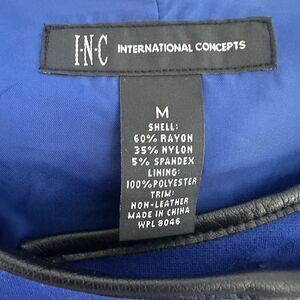 I·N·C INTERNATIONAL CONCEPTS
M
SHELL:
60% RAYON
35% NYLON
5% SPANDEX
LINING:
100%POLYESTER
TRIM:
NON-LEATHER
MADE IN CHINA
WPL 8046